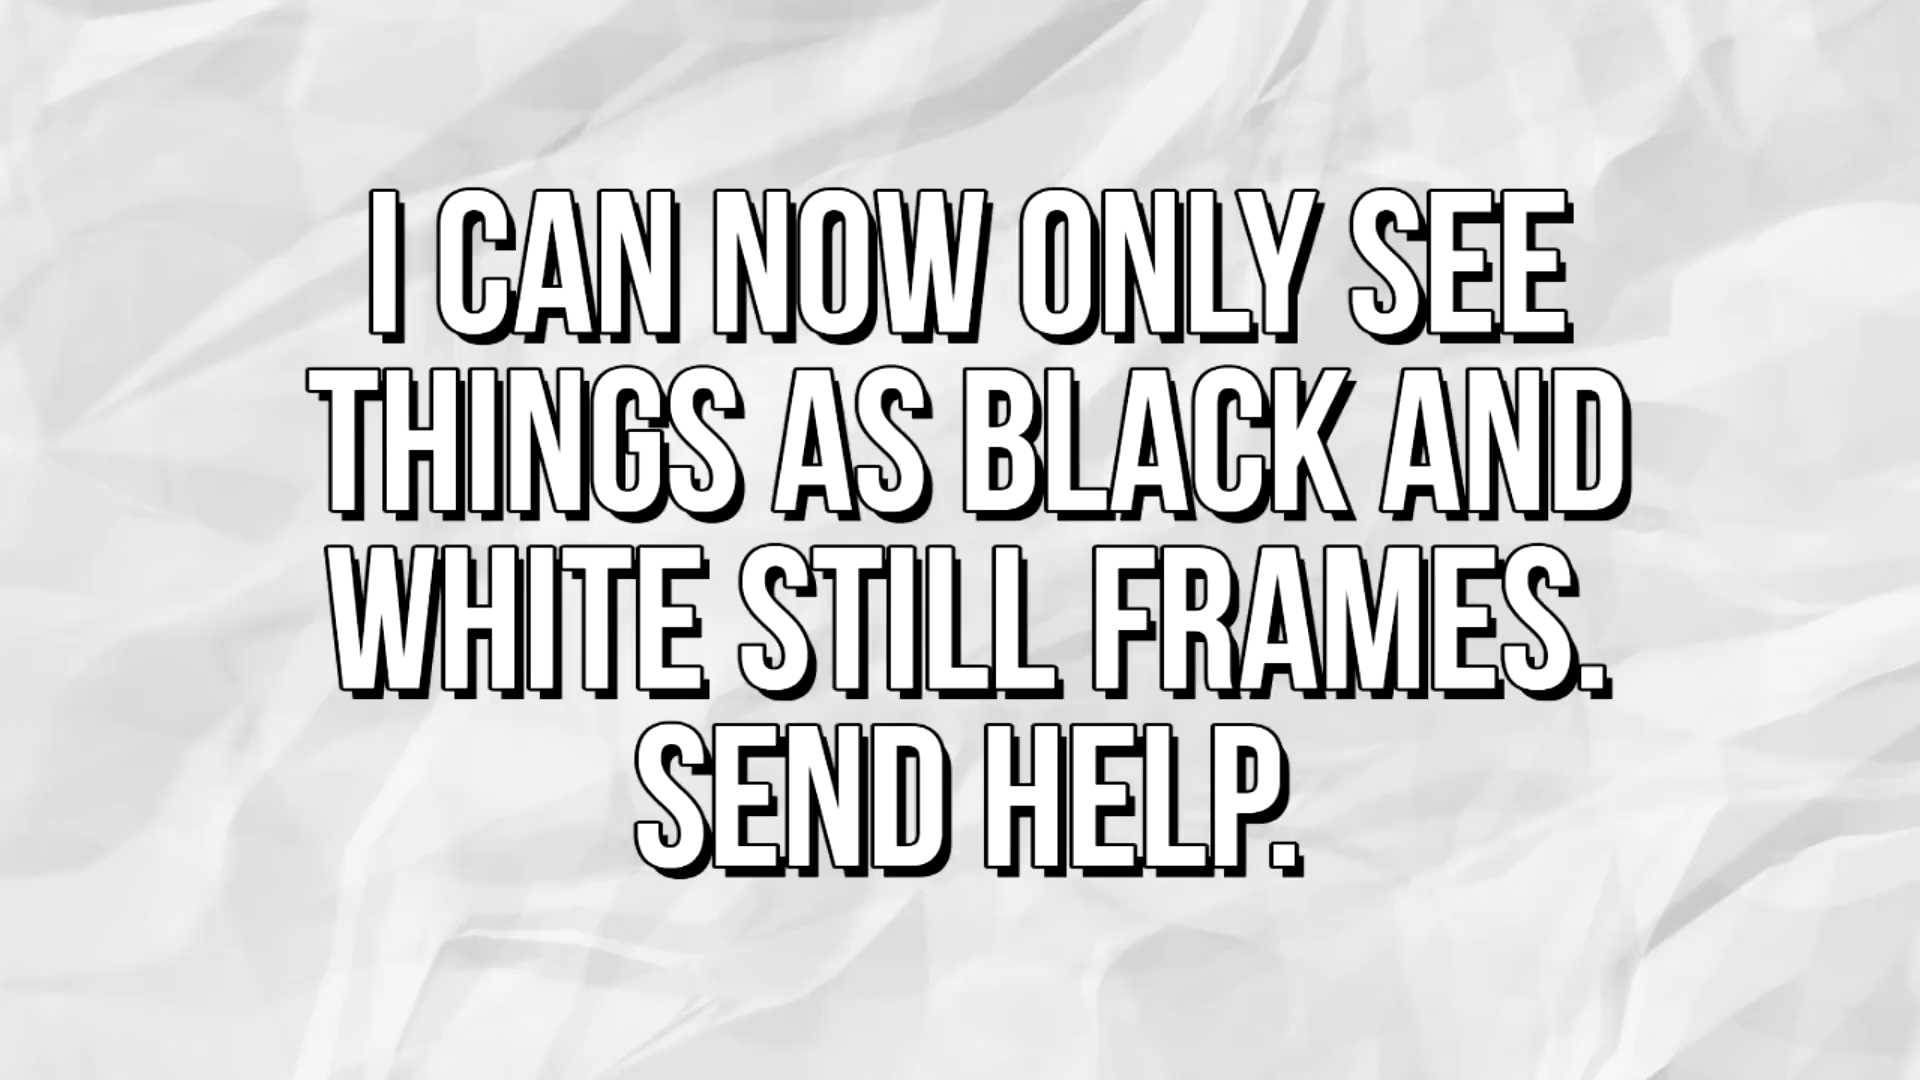 I CAN NOW ONLY SEE
THINGS AS BLACK AND
WHITE STILL FRAMES.
SEND HELP.